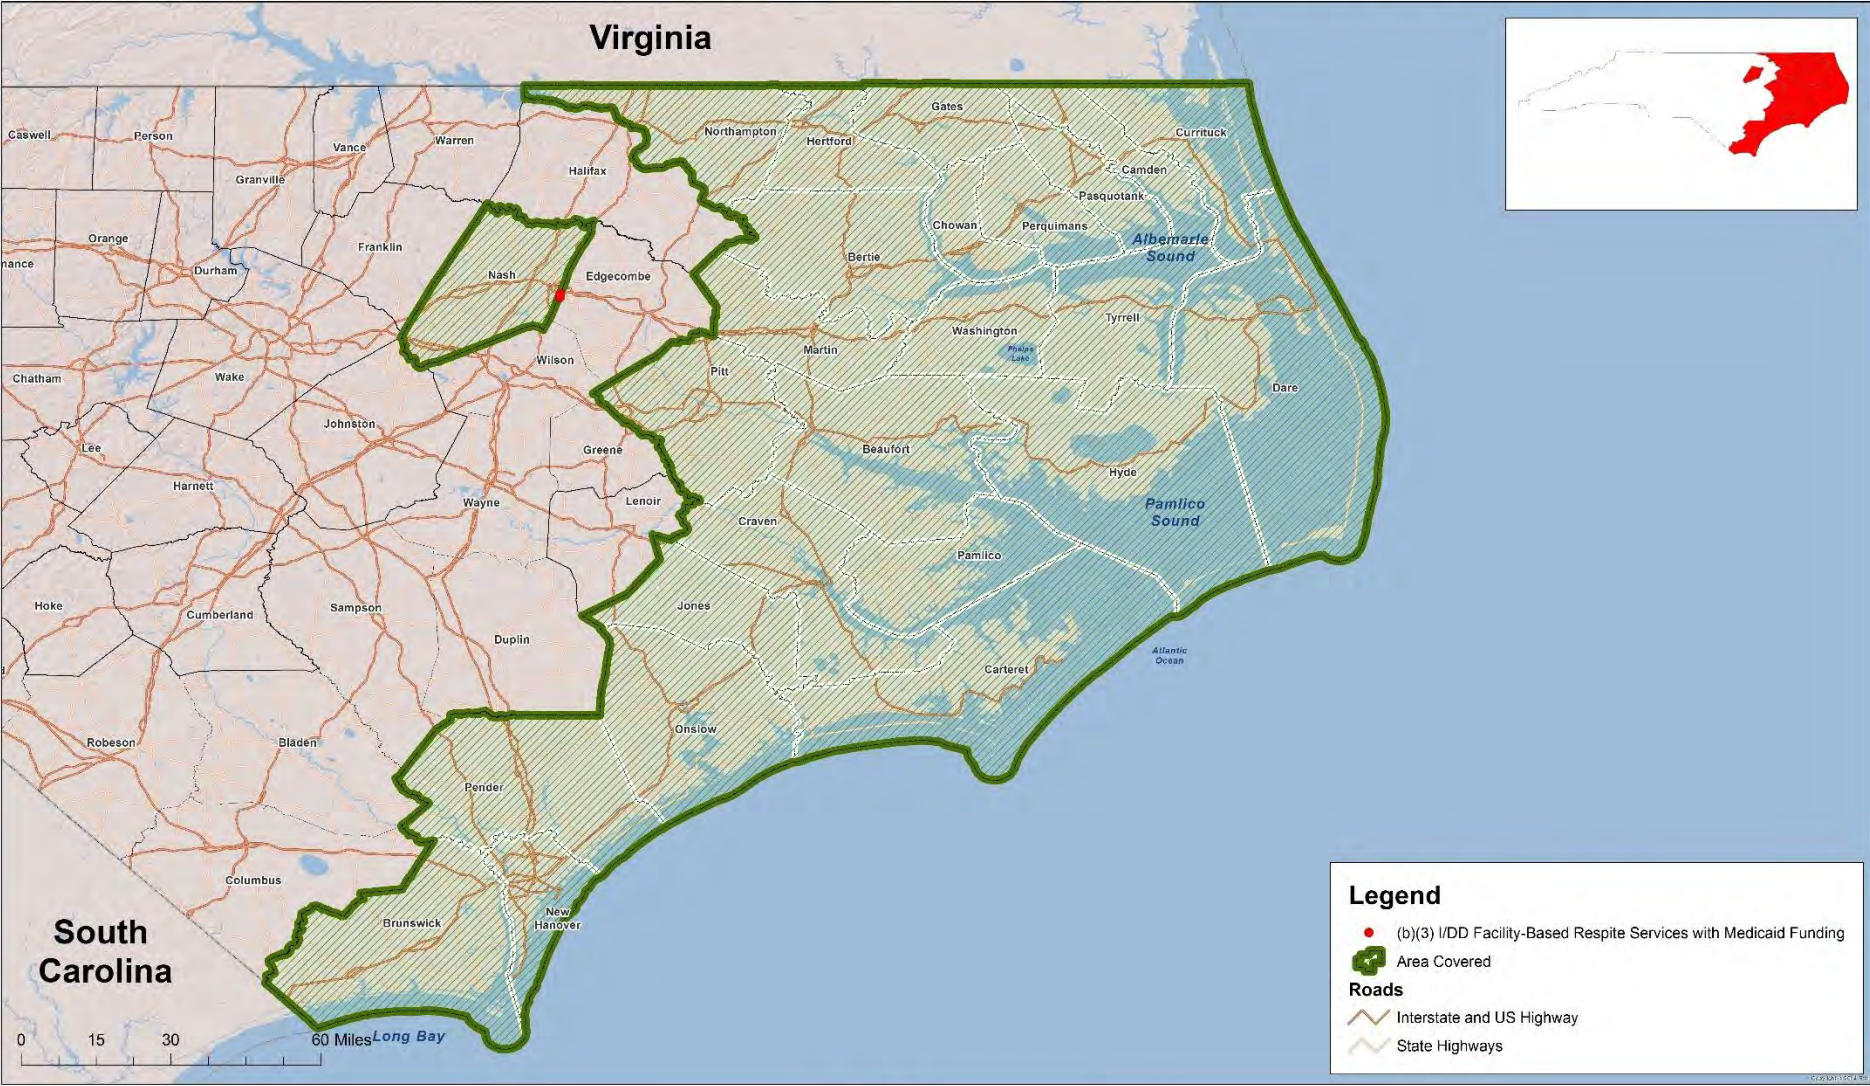 Virginia
Gates
Northampton
Hertford
Currituck
Caswell
Person
Vance
Warren
Halifax
Granville
Camden
Pasquotank
Chowan
Perquimans
Orange
Franklin
Albemarle
Sound
mance
Durham
Nash
Edgecombe
Bertie
Washington
Tyrrell
Martin
Phelps
Lake
Wilson
Chatham
Wake
Pitt
Dare
Johnston
Lee
Greene
Beaufort
Hyde
Harnett
Wayne
Lenoir
Craven
Pamlico
Sound
Pamlico
Hoke
Cumberland
Sampson
Jones
Duplin
Atlantic
Ocean
Carteret
Onslow
Robeson
Bladen
Pender
Columbus
Brunswick
New
Hanover
South
Carolina
0 15 30 60 Miles
Long Bay
Legend
(b)(3) I/DD Facility-Based Respite Services with Medicaid Funding
Area Covered
Roads
Interstate and US Highway
State Highways